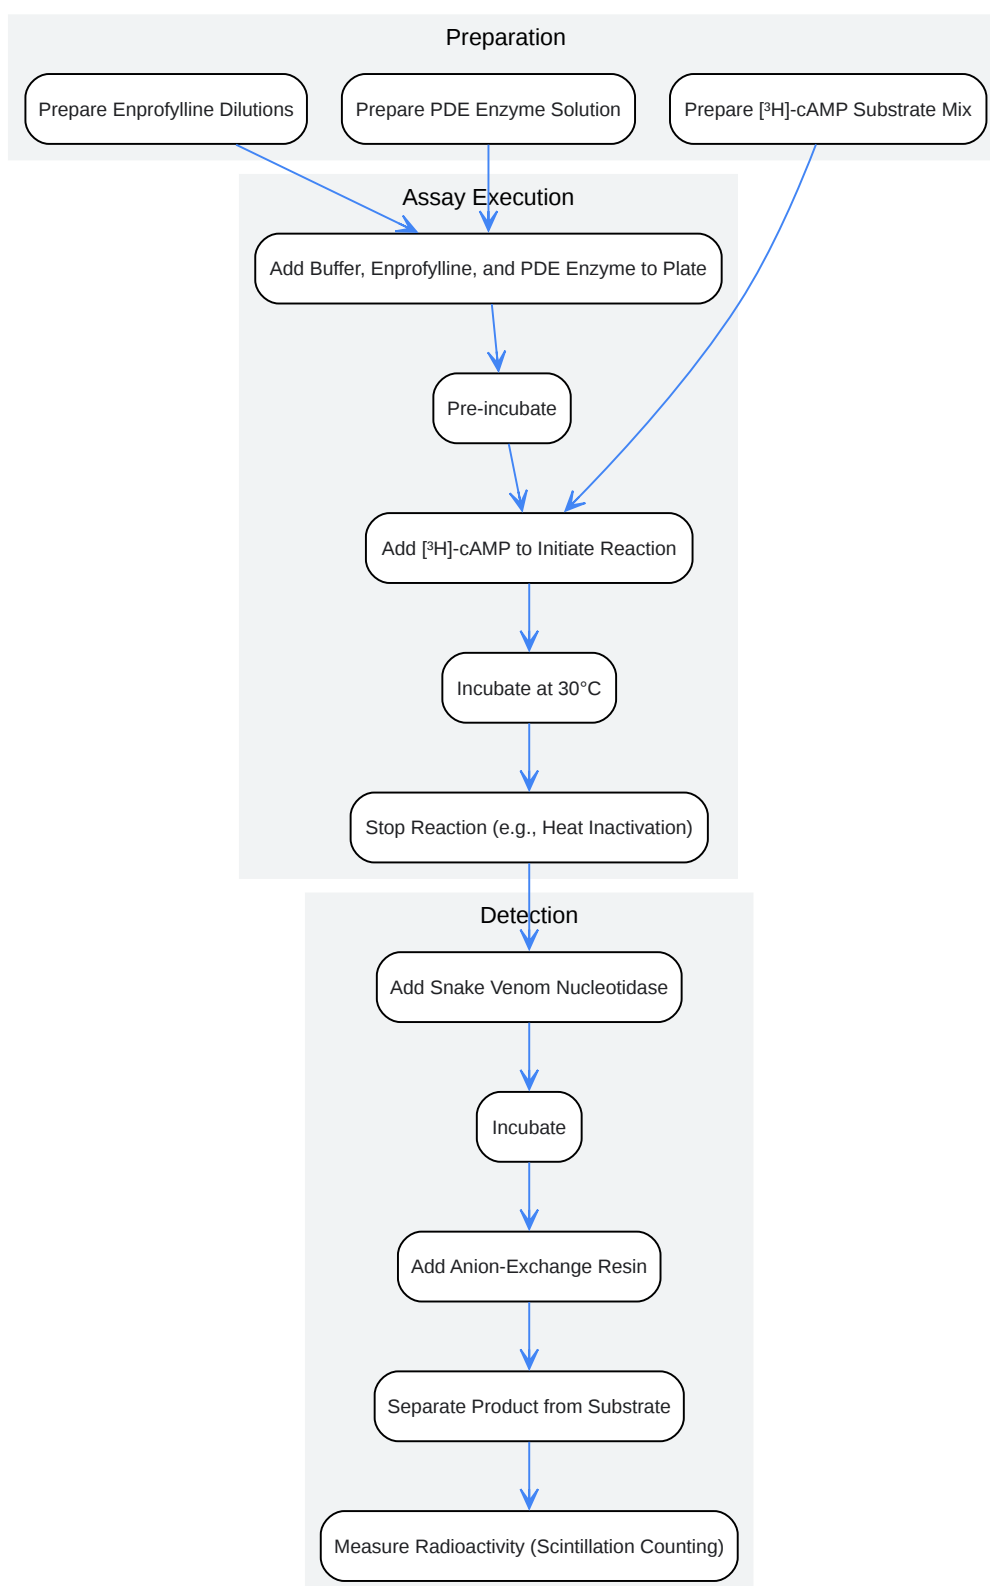 Preparation
Prepare Enprofylline Dilutions
Prepare PDE Enzyme Solution
Prepare [³H]-cAMP Substrate Mix
Assay Execution
Add Buffer, Enprofylline, and PDE Enzyme to Plate
Pre-incubate
Add [³H]-cAMP to Initiate Reaction
Incubate at 30°C
Stop Reaction (e.g., Heat Inactivation)
Detection
Add Snake Venom Nucleotidase
Incubate
Add Anion-Exchange Resin
Separate Product from Substrate
Measure Radioactivity (Scintillation Counting)